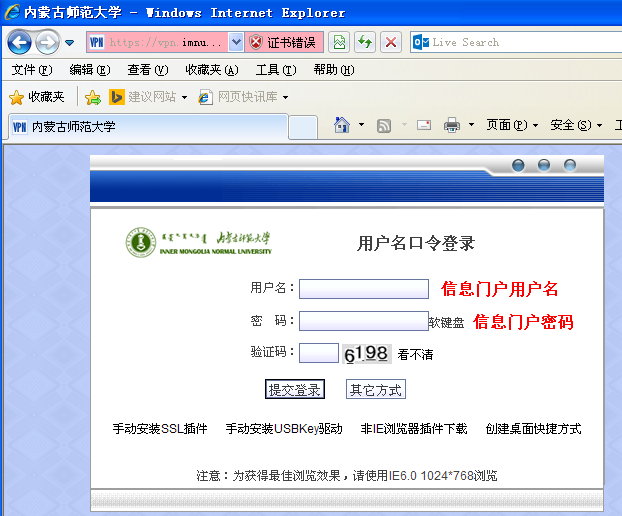 内蒙古师范大学 - Windows Internet Explorer
VPN https://vpn.imnu... 证书错误 Live Search
文件(F) 编辑(E) 查看(V) 收藏夹(A) 工具(T) 帮助(H)
收藏夹 建议网站 网页快讯库
VPN 内蒙古师范大学 页面(P) 安全(S)
内蒙古师范大学 用户名口令登录
INNER MONGOLIA NORMAL UNIVERSITY
用户名： 信息门户用户名
密 码： 软键盘 信息门户密码
验证码： 6198 看不清
提交登录 其它方式
手动安装SSL插件 手动安装USBKey驱动 非IE浏览器插件下载 创建桌面快捷方式
注意：为获得最佳浏览效果，请使用IE6.0 1024*768浏览